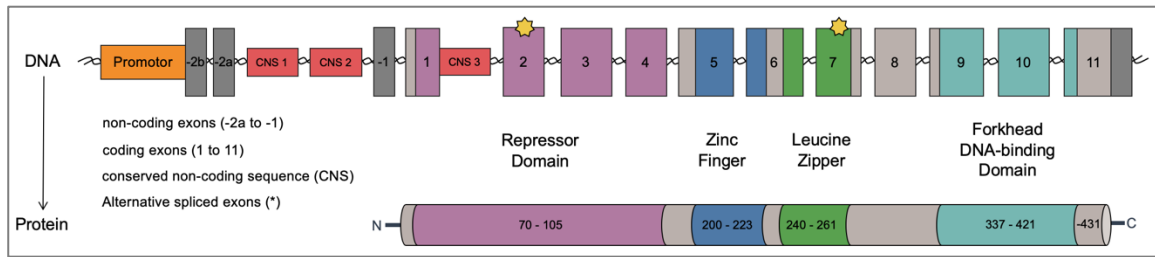 DNA
Promotor
-2b
-2a
CNS 1
CNS 2
-1
1
CNS 3
2
3
4
5
6
7
8
9
10
11
non-coding exons (-2a to -1)
coding exons (1 to 11)
conserved non-coding sequence (CNS)
Alternative spliced exons (*)
Repressor
Domain
Zinc
Finger
Leucine
Zipper
Forkhead
DNA-binding
Domain
Protein
N
70 - 105
200 - 223
240 - 261
337 - 421
-431
C